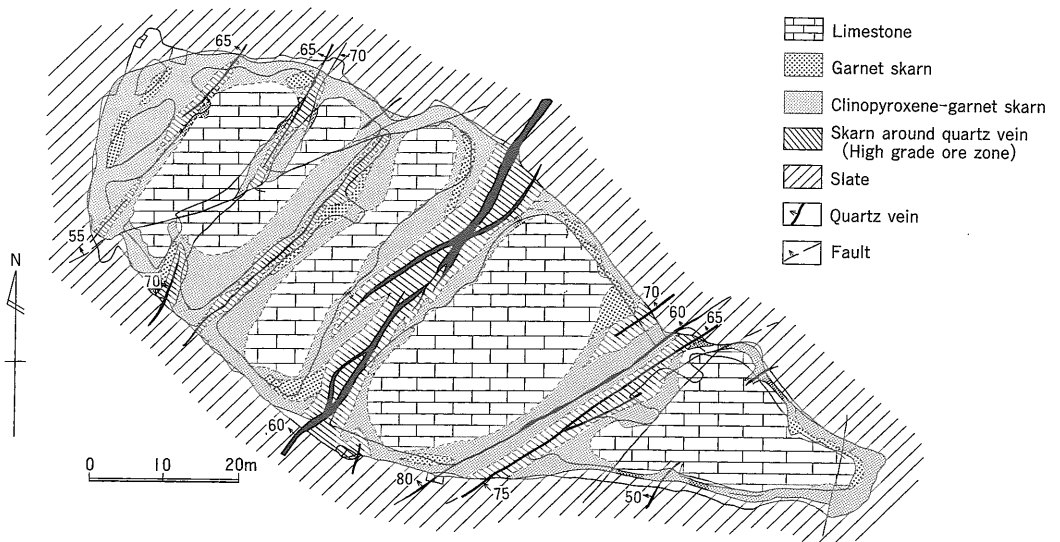 Limestone
Garnet skarn
Clinopyroxene-garnet skarn
Skarn around quartz vein
(High grade ore zone)
Slate
Quartz vein
Fault
65
65
70
55
70
N
60
70
60
65
80
75
50
0 10 20m